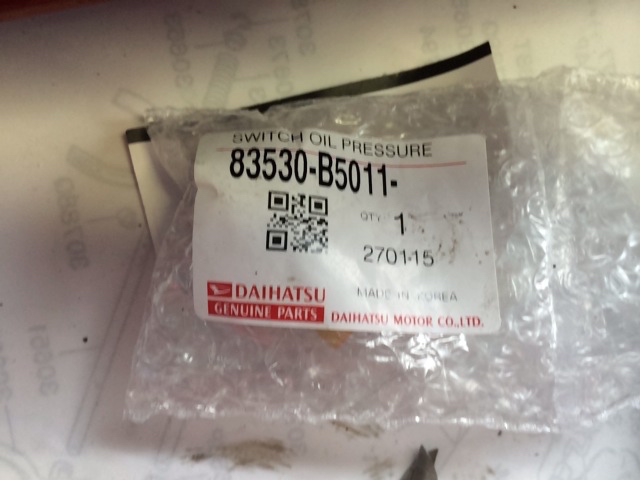 SWITCH OIL PRESSURE
83530-B5011-
QTY 1
270115
MADE IN KOREA
DAIHATSU
GENUINE PARTS
DAIHATSU MOTOR CO.,LTD.